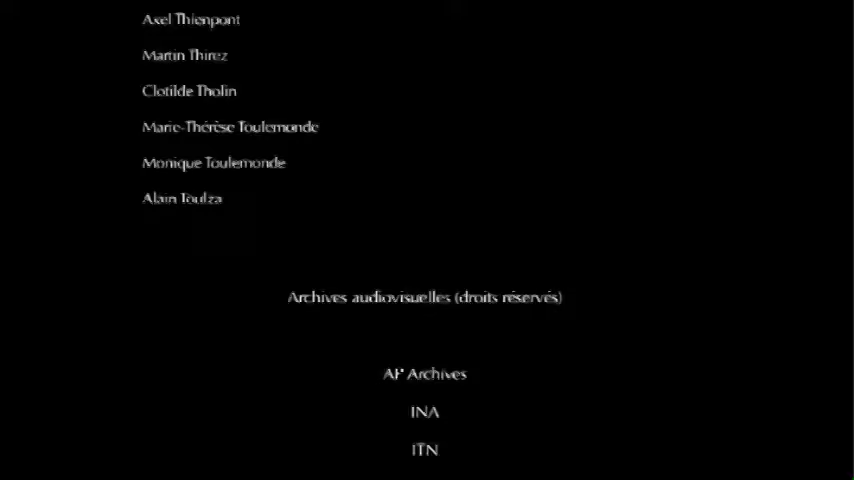 Axel Thienpont
Martin Thirez
Clotilde Tholin
Marie-Thérèse Toulemonde
Monique Toulemonde
Alain Toulza
Archives audiovisuelles (droits réservés)
AP Archives
INA
ITN